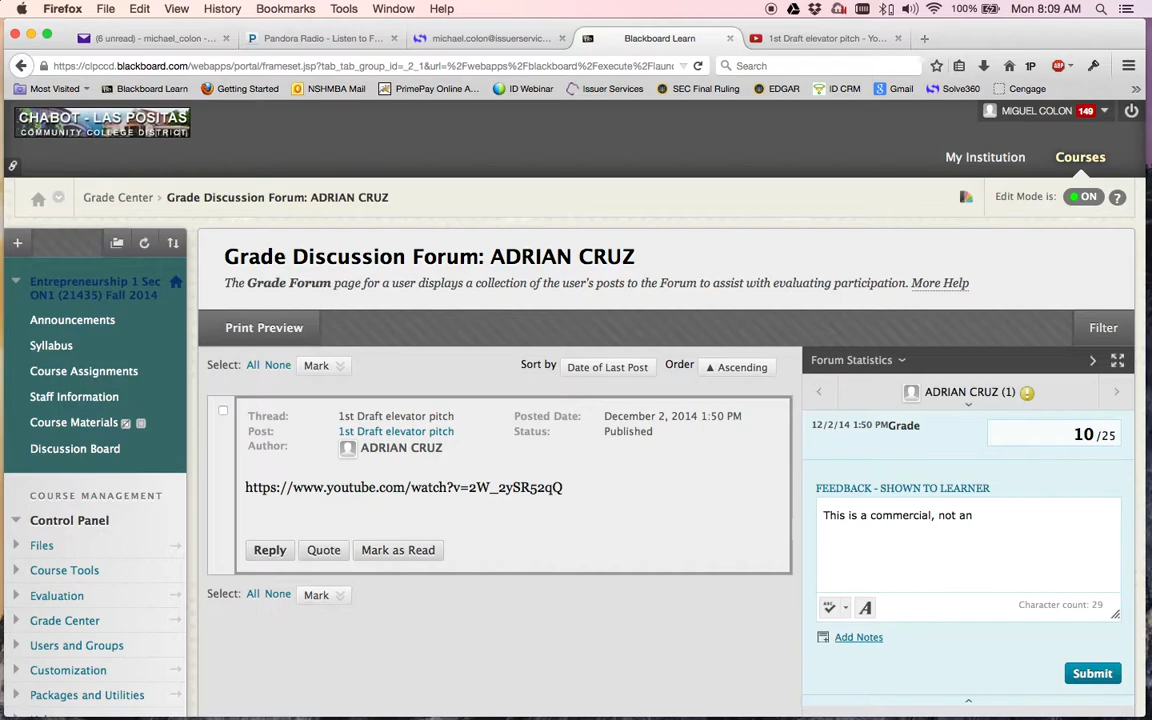 Firefox File Edit View History Bookmarks Tools Window Help 100% Mon 8:09 AM
(6 unread) - michael_colon -... Pandora Radio - Listen to F... michael.colon@issuerservic... Blackboard Learn 1st Draft elevator pitch - Yo...
https://clpccd.blackboard.com/webapps/portal/frameset.jsp?tab_tab_group_id=_2_1&url=%2Fwebapps%2Fblackboard%2Fexecute%2Flaunc Search 1P ABP
Most Visited Blackboard Learn Getting Started NSHMBA Mail PrimePay Online A... ID Webinar Issuer Services SEC Final Ruling EDGAR ID CRM Gmail Solve360 Cengage
CHABOT - LAS POSITAS
COMMUNITY COLLEGE DISTRICT
MIGUEL COLON 149
My Institution Courses
Grade Center > Grade Discussion Forum: ADRIAN CRUZ
Edit Mode is: ON ?
Entrepreneurship 1 Sec
ON1 (21435) Fall 2014
Announcements
Syllabus
Course Assignments
Staff Information
Course Materials
Discussion Board
COURSE MANAGEMENT
Control Panel
Files
Course Tools
Evaluation
Grade Center
Users and Groups
Customization
Packages and Utilities
Grade Discussion Forum: ADRIAN CRUZ
The Grade Forum page for a user displays a collection of the user's posts to the Forum to assist with evaluating participation. More Help
Print Preview Filter
Select: All None Mark Sort by Date of Last Post Order Ascending
Thread: 1st Draft elevator pitch Posted Date: December 2, 2014 1:50 PM
Post: 1st Draft elevator pitch Status: Published
Author: ADRIAN CRUZ
https://www.youtube.com/watch?v=2W_2ySR52qQ
Reply Quote Mark as Read
Select: All None Mark
Forum Statistics
ADRIAN CRUZ (1)
12/2/14 1:50 PM Grade 10 /25
FEEDBACK - SHOWN TO LEARNER
This is a commercial, not an
ABC A Character count: 29
Add Notes
Submit